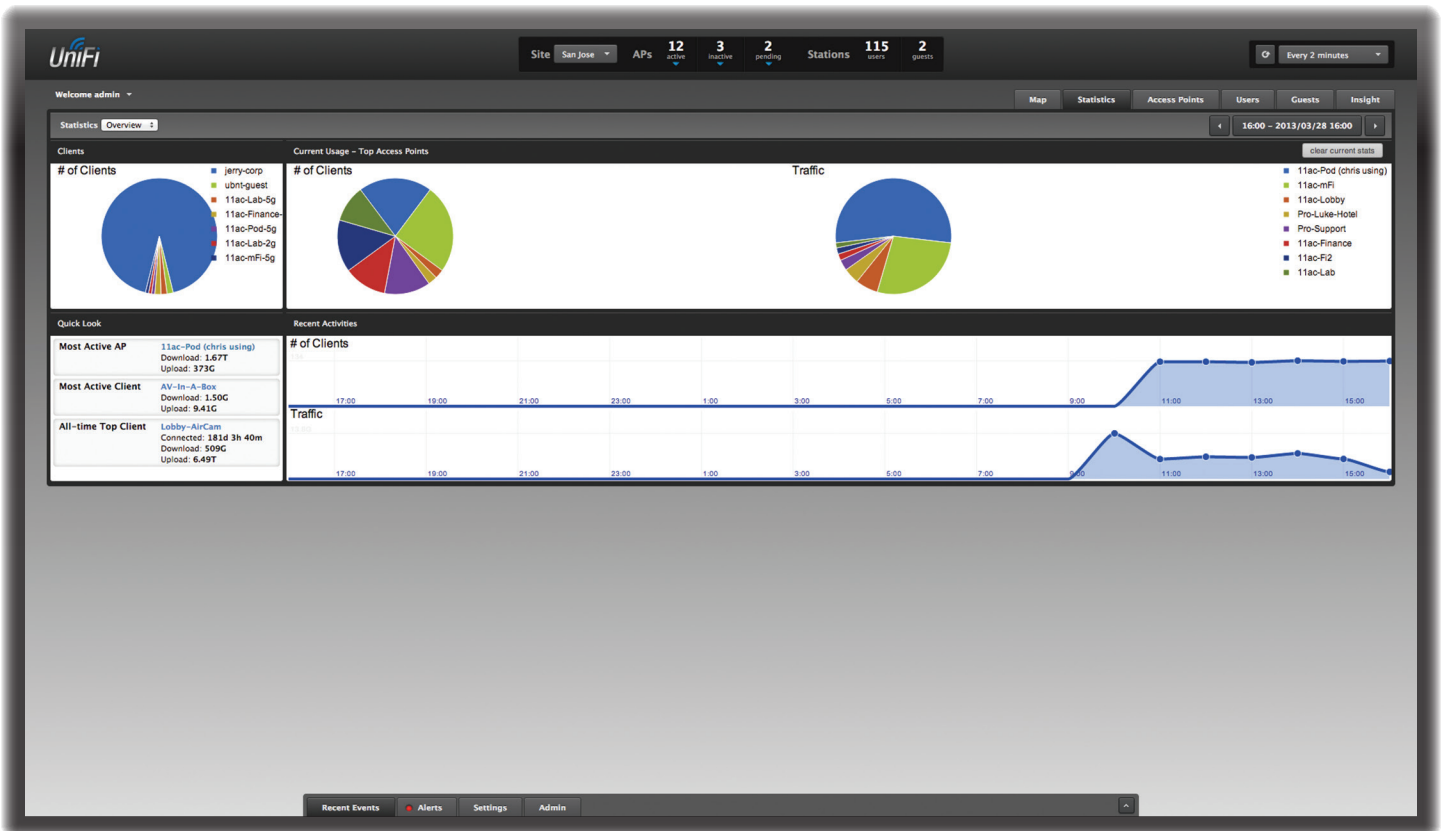 UniFi
Site San Jose APs 12 active 3 inactive 2 pending Stations 115 users 2 guests
Every 2 minutes
Welcome admin
Map Statistics Access Points Users Guests Insight
Statistics Overview
16:00 – 2013/03/28 16:00
Clients
Current Usage – Top Access Points
clear current stats
# of Clients
jerry-corp
ubnt-guest
11ac-Lab-5g
11ac-Finance-
11ac-Pod-5g
11ac-Lab-2g
11ac-mFi-5g
# of Clients
Traffic
11ac-Pod (chris using)
11ac-mFi
11ac-Lobby
Pro-Luke-Hotel
Pro-Support
11ac-Finance
11ac-Fi2
11ac-Lab
Quick Look
Most Active AP 11ac-Pod (chris using)
Download: 1.67T
Upload: 373G
Most Active Client AV-In-A-Box
Download: 1.50G
Upload: 9.41G
All-time Top Client Lobby-AirCam
Connected: 181d 3h 40m
Download: 509G
Upload: 6.49T
Recent Activities
# of Clients
17:00 19:00 21:00 23:00 1:00 3:00 5:00 7:00 9:00 11:00 13:00 15:00
Traffic
17:00 19:00 21:00 23:00 1:00 3:00 5:00 7:00 9:00 11:00 13:00 15:00
Recent Events Alerts Settings Admin